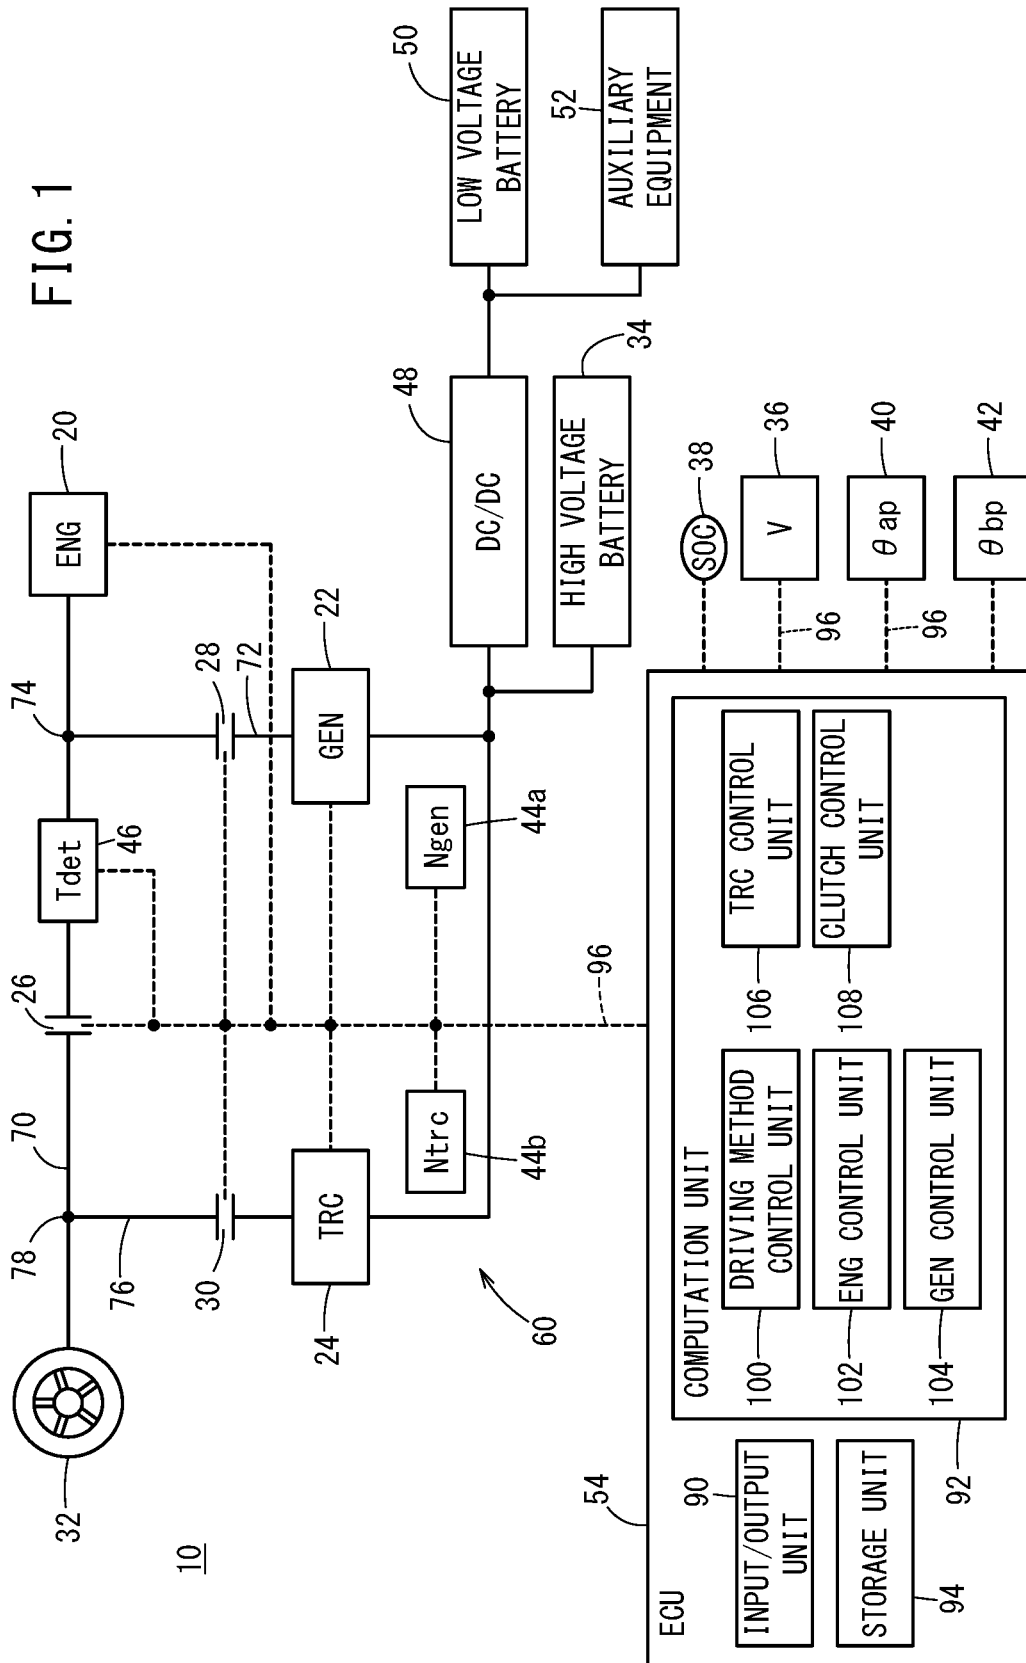 FIG. 1
10
32
78
70
26
46
Tdet
74
ENG
20
76
30
28
72
24
TRC
GEN
22
60
Ntrc
44b
Ngen
44a
96
DC/DC
48
HIGH VOLTAGE
BATTERY
34
LOW VOLTAGE
BATTERY
50
AUXILIARY
EQUIPMENT
52
54
ECU
INPUT/OUTPUT
UNIT
90
STORAGE UNIT
94
COMPUTATION UNIT
92
DRIVING METHOD
CONTROL UNIT
100
ENG CONTROL UNIT
102
GEN CONTROL UNIT
104
TRC CONTROL
UNIT
106
CLUTCH CONTROL
UNIT
108
SOC
38
V
36
96
θap
40
96
θbp
42